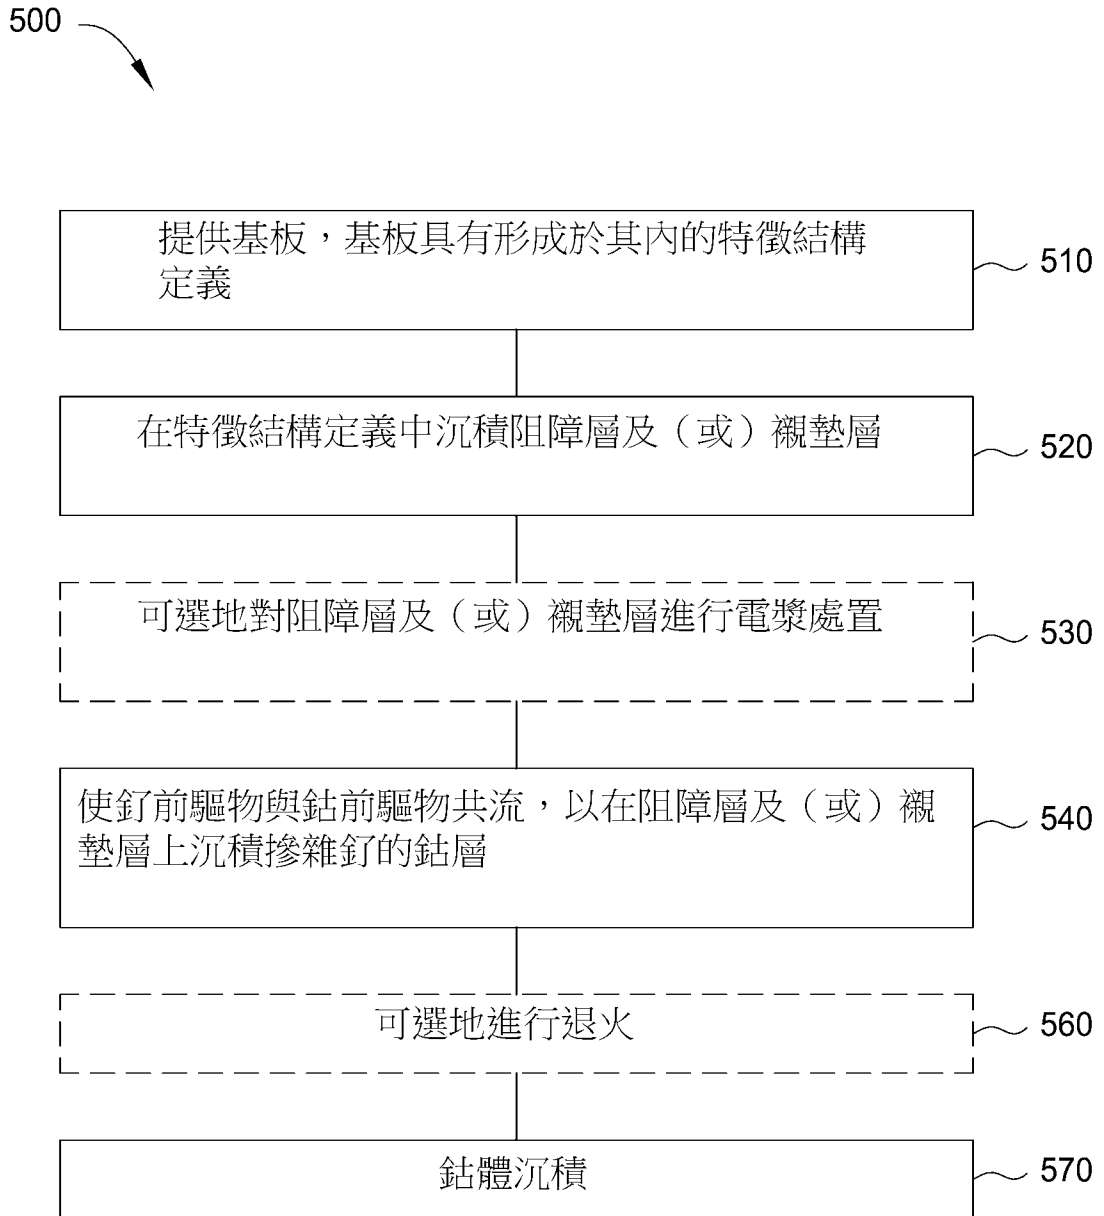 500
提供基板，基板具有形成於其內的特徵結構
定義
510
在特徵結構定義中沉積阻障層及（或）襯墊層
520
可選地對阻障層及（或）襯墊層進行電漿處置
530
使釕前驅物與鈷前驅物共流，以在阻障層及（或）襯
墊層上沉積摻雜釕的鈷層
540
可選地進行退火
560
鈷體沉積
570